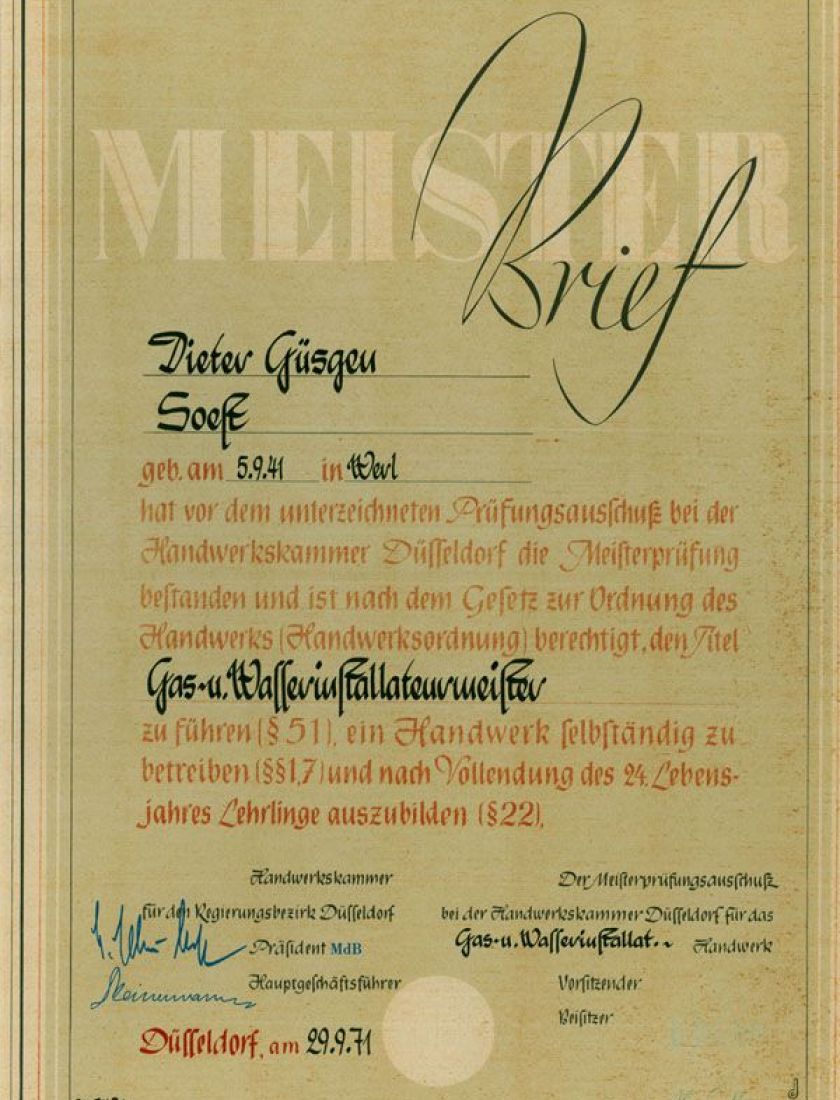 MEISTER
Brief
Dieter Güsgen
Soest
geb. am 5.9.41 in Werl
hat vor dem unterzeichneten Prüfungsausschuß bei der
Handwerkskammer Düsseldorf die Meisterprüfung
bestanden und ist nach dem Gesetz zur Ordnung des
Handwerks (Handwerksordnung) berechtigt, den Titel
Gas-u. Wasserinstallateurmeister
zu führen (§ 51), ein Handwerk selbständig zu
betreiben (§§1,7) und nach Vollendung des 24. Lebens-
jahres Lehrlinge auszubilden (§22).
Handwerkskammer
für den Regierungsbezirk Düsseldorf
Präsident MdB
Hauptgeschäftsführer
Düsseldorf, am 29.9.71
Der Meisterprüfungsausschuß
bei der Handwerkskammer Düsseldorf für das
Gas-u. Wasserinstallat.. Handwerk
Vorsitzender
Beisitzer